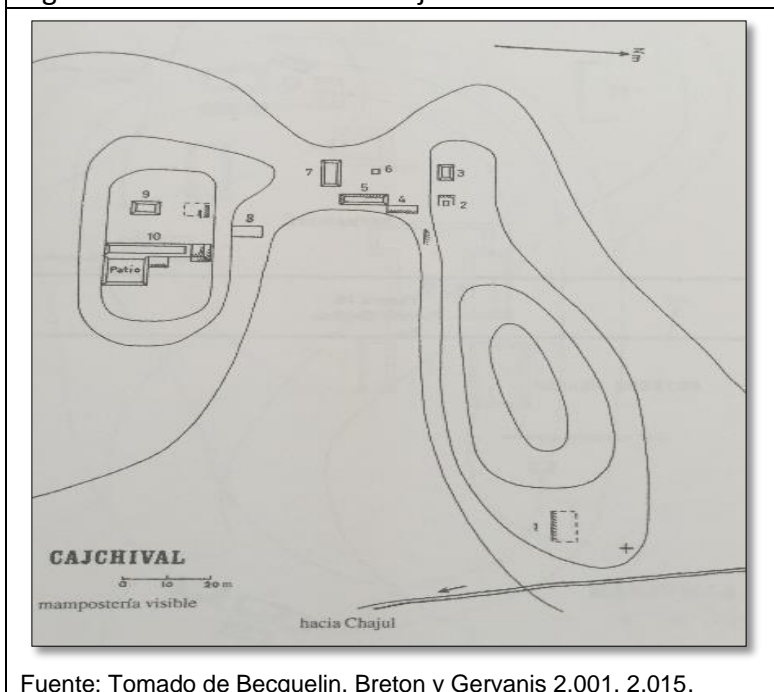 7
6
3
5
4
2
9
8
10
Patio
1
CAJCHIVAL
0 10 20 m
mampostería visible
hacia Chajul
Fuente: Tomado de Becquelin, Breton y Gervanis 2,001, 2,015.